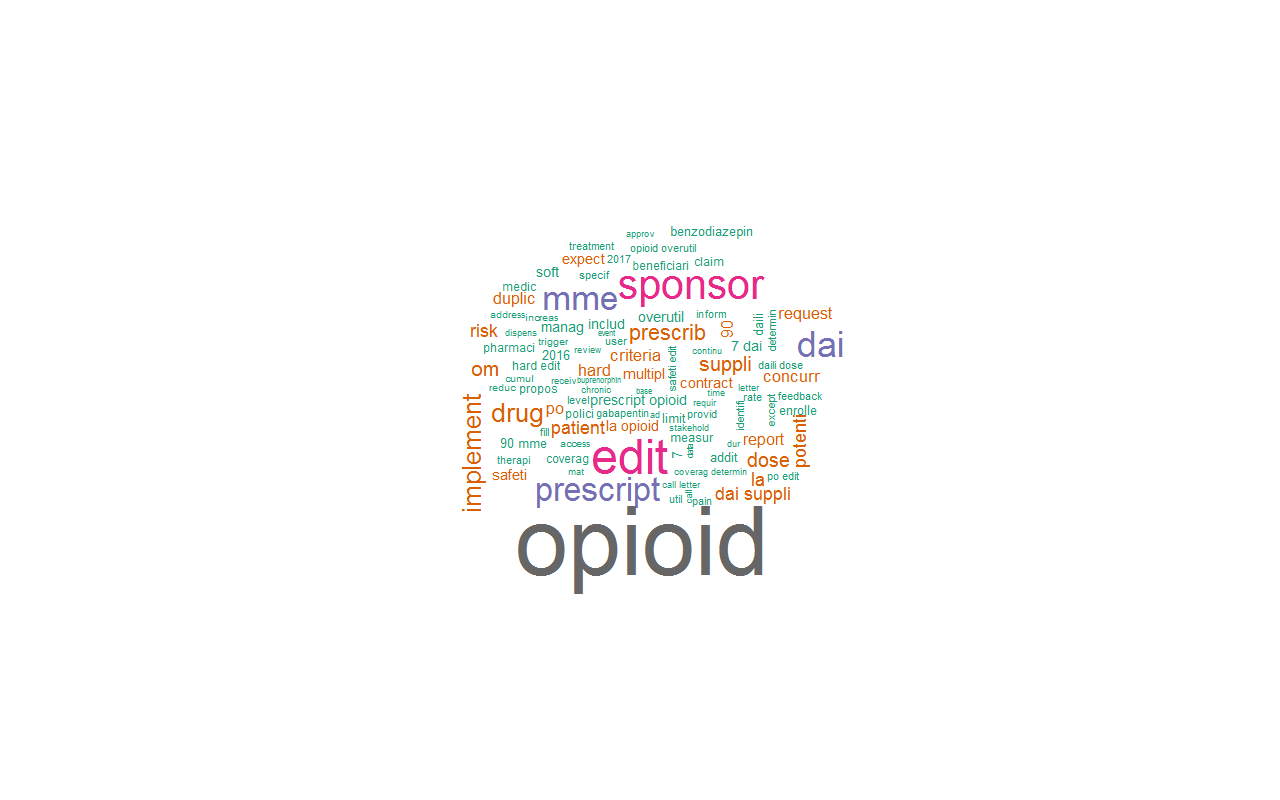 approv
benzodiazepin
treatment
opioid overutil
expect
2017
beneficiari
claim
soft
specif
medic
mme
sponsor
duplic
address
increas
overutil
inform
request
risk
dispens
manag
includ
event
prescrib
90
daili
determin
trigger
user
pharmaci
2016
review
criteria
safeti edit
continu
7 dai
dai
om
hard edit
hard
multipl
suppli
daili dose
cumul
receiv
buprenorphin
contract
concurr
reduc
propos
chronic
base
time
letter
implement
level
prescript opioid
requir
rate
feedback
drug
po
polici
gabapentin
ad
limit
provid
identifi
except
enrolle
fill
patient
la opioid
stakehold
90 mme
access
measur
dur
report
potenti
therapi
coverag
edit
7
data
addit
dose
safeti
mat
coverag determin
la
po edit
prescript
call letter
util
call
pain
dai suppli
opioid